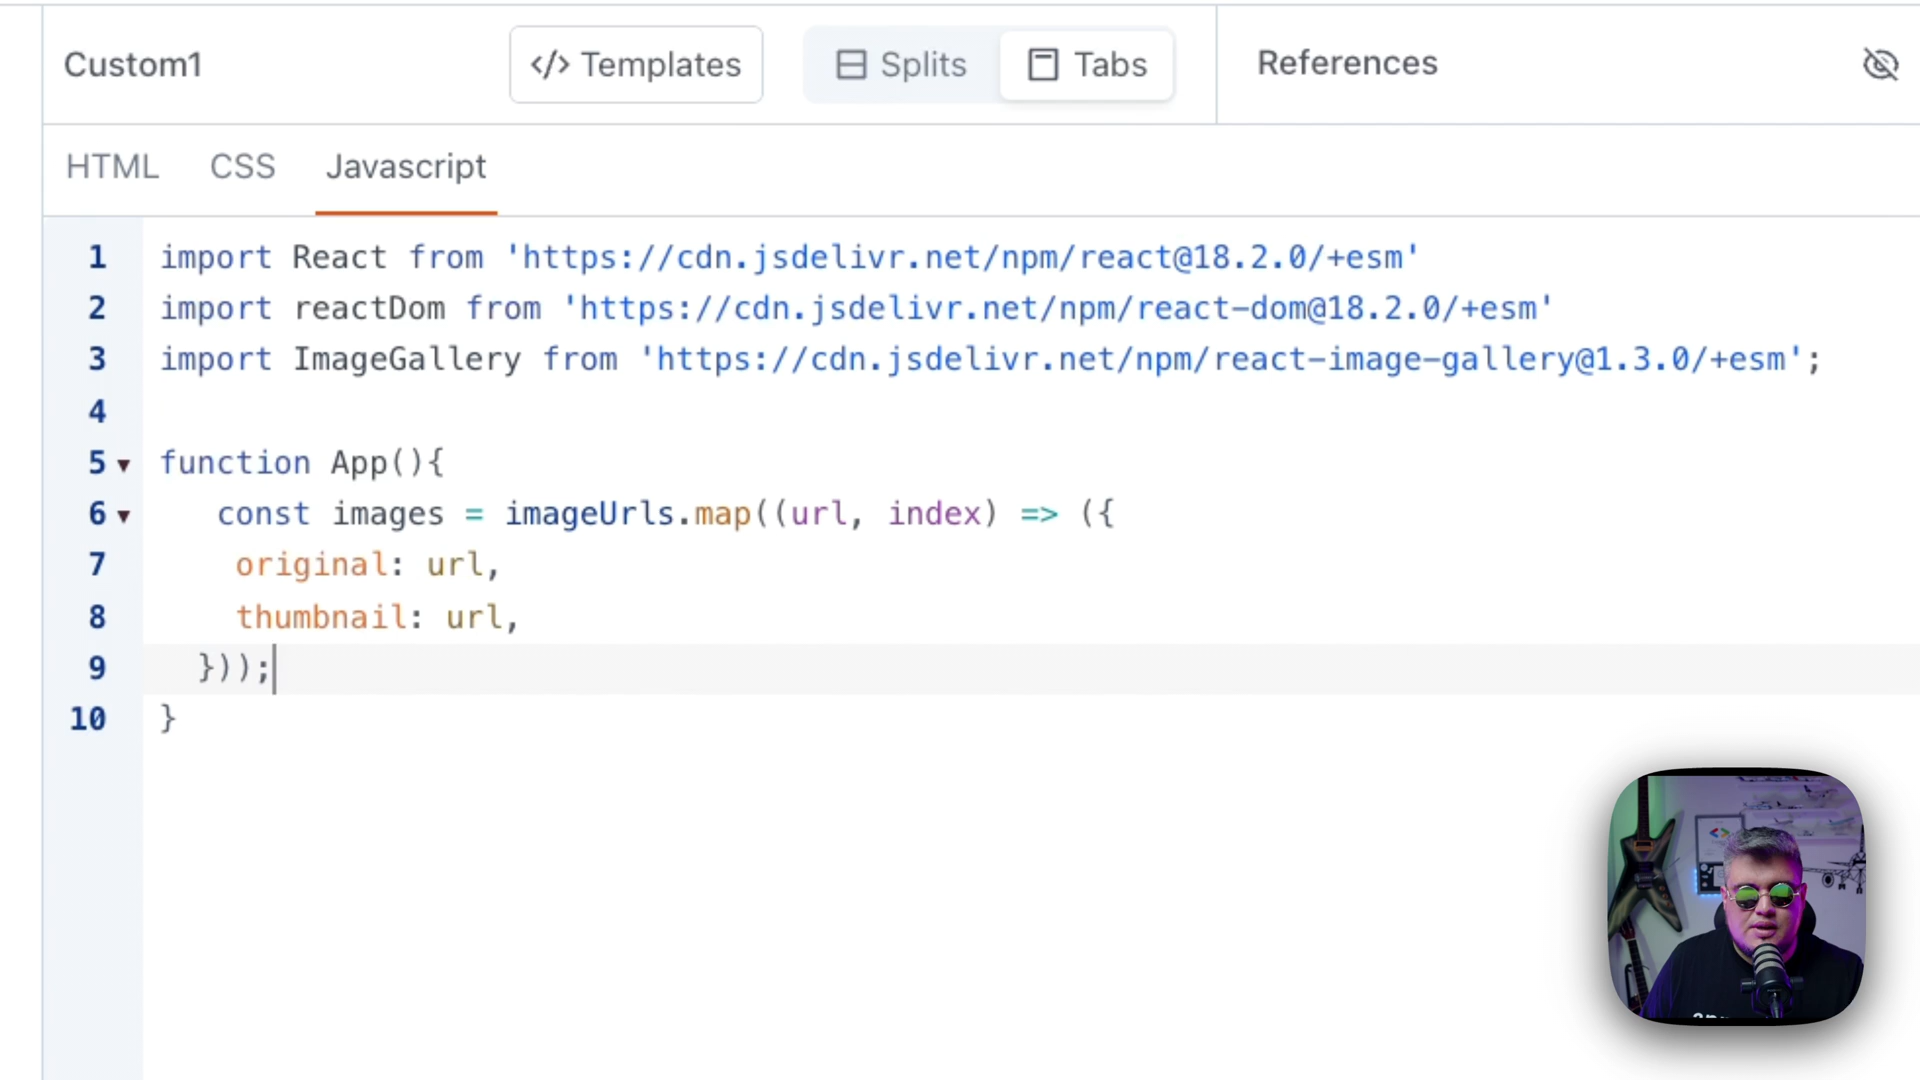 Custom1
</> Templates
Splits
Tabs
References
HTML
CSS
Javascript
1 import React from 'https://cdn.jsdelivr.net/npm/react@18.2.0/+esm'
2 import reactDom from 'https://cdn.jsdelivr.net/npm/react-dom@18.2.0/+esm'
3 import ImageGallery from 'https://cdn.jsdelivr.net/npm/react-image-gallery@1.3.0/+esm';
4
5 function App(){
6 const images = imageUrls.map((url, index) => ({
7 original: url,
8 thumbnail: url,
9 }));
10 }